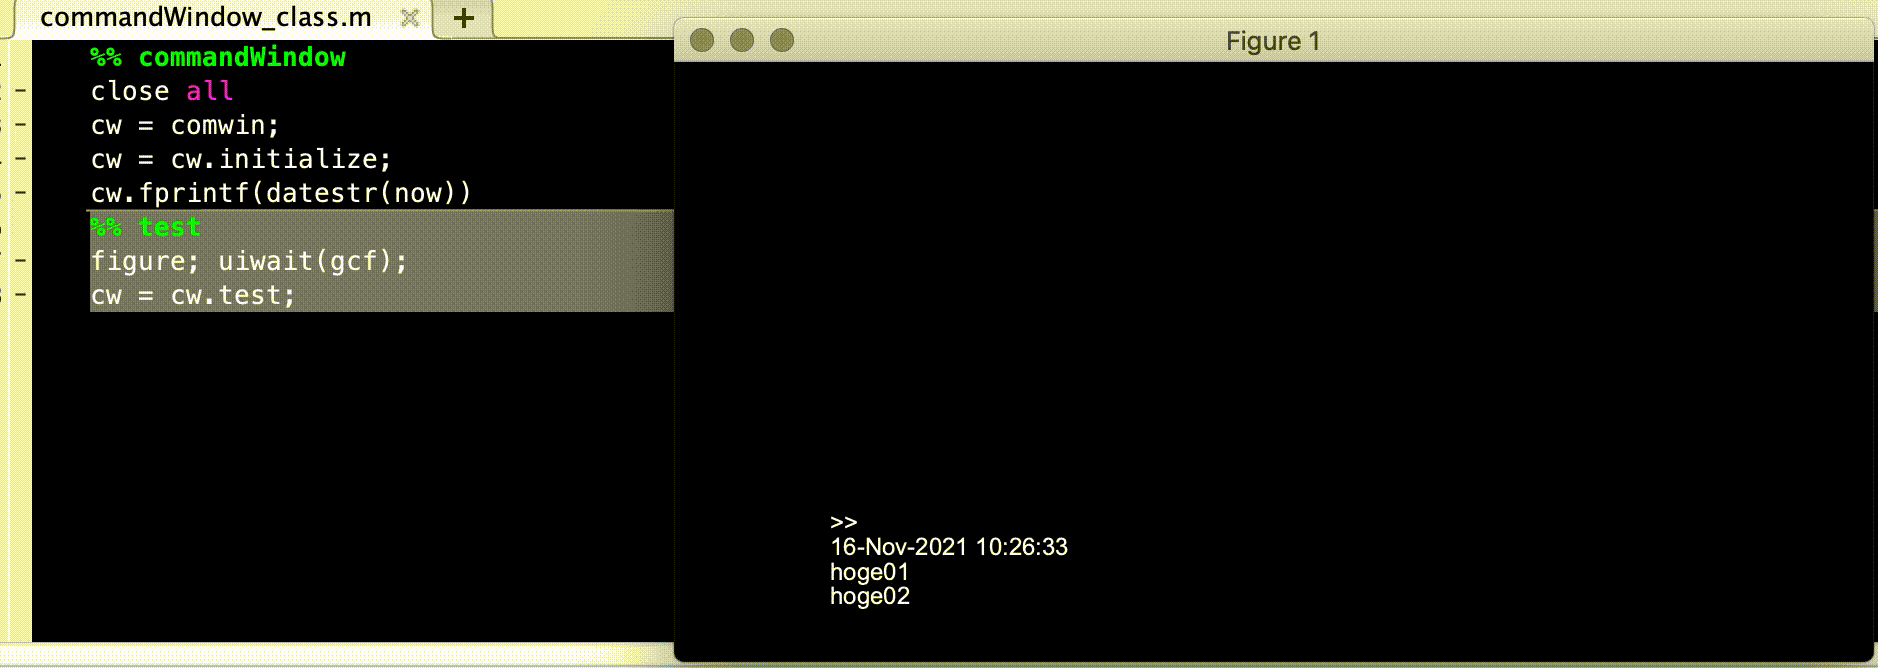 commandWindow_class.m
%% commandWindow
close all
cw = comwin;
cw = cw.initialize;
cw.fprintf(datestr(now))
%% test
figure; uiwait(gcf);
cw = cw.test;
Figure 1
>>
16-Nov-2021 10:26:33
hoge01
hoge02